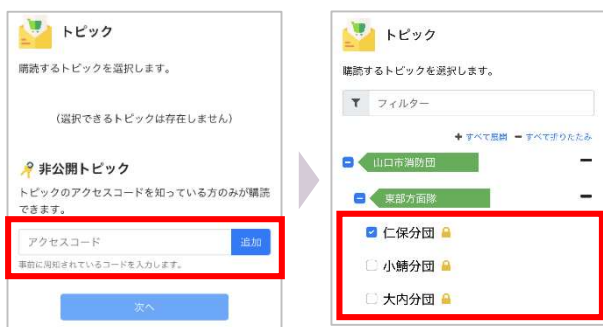 トピック
購読するトピックを選択します。
(選択できるトピックは存在しません)
非公開トピック
トピックのアクセスコードを知っている方のみが購読
できます。
アクセスコード
追加
事前に周知されているコードを入力します。
次へ
トピック
購読するトピックを選択します。
フィルター
すべて展開 すべて折りたたみ
山口市消防団
東部方面隊
仁保分団
小鯖分団
大内分団